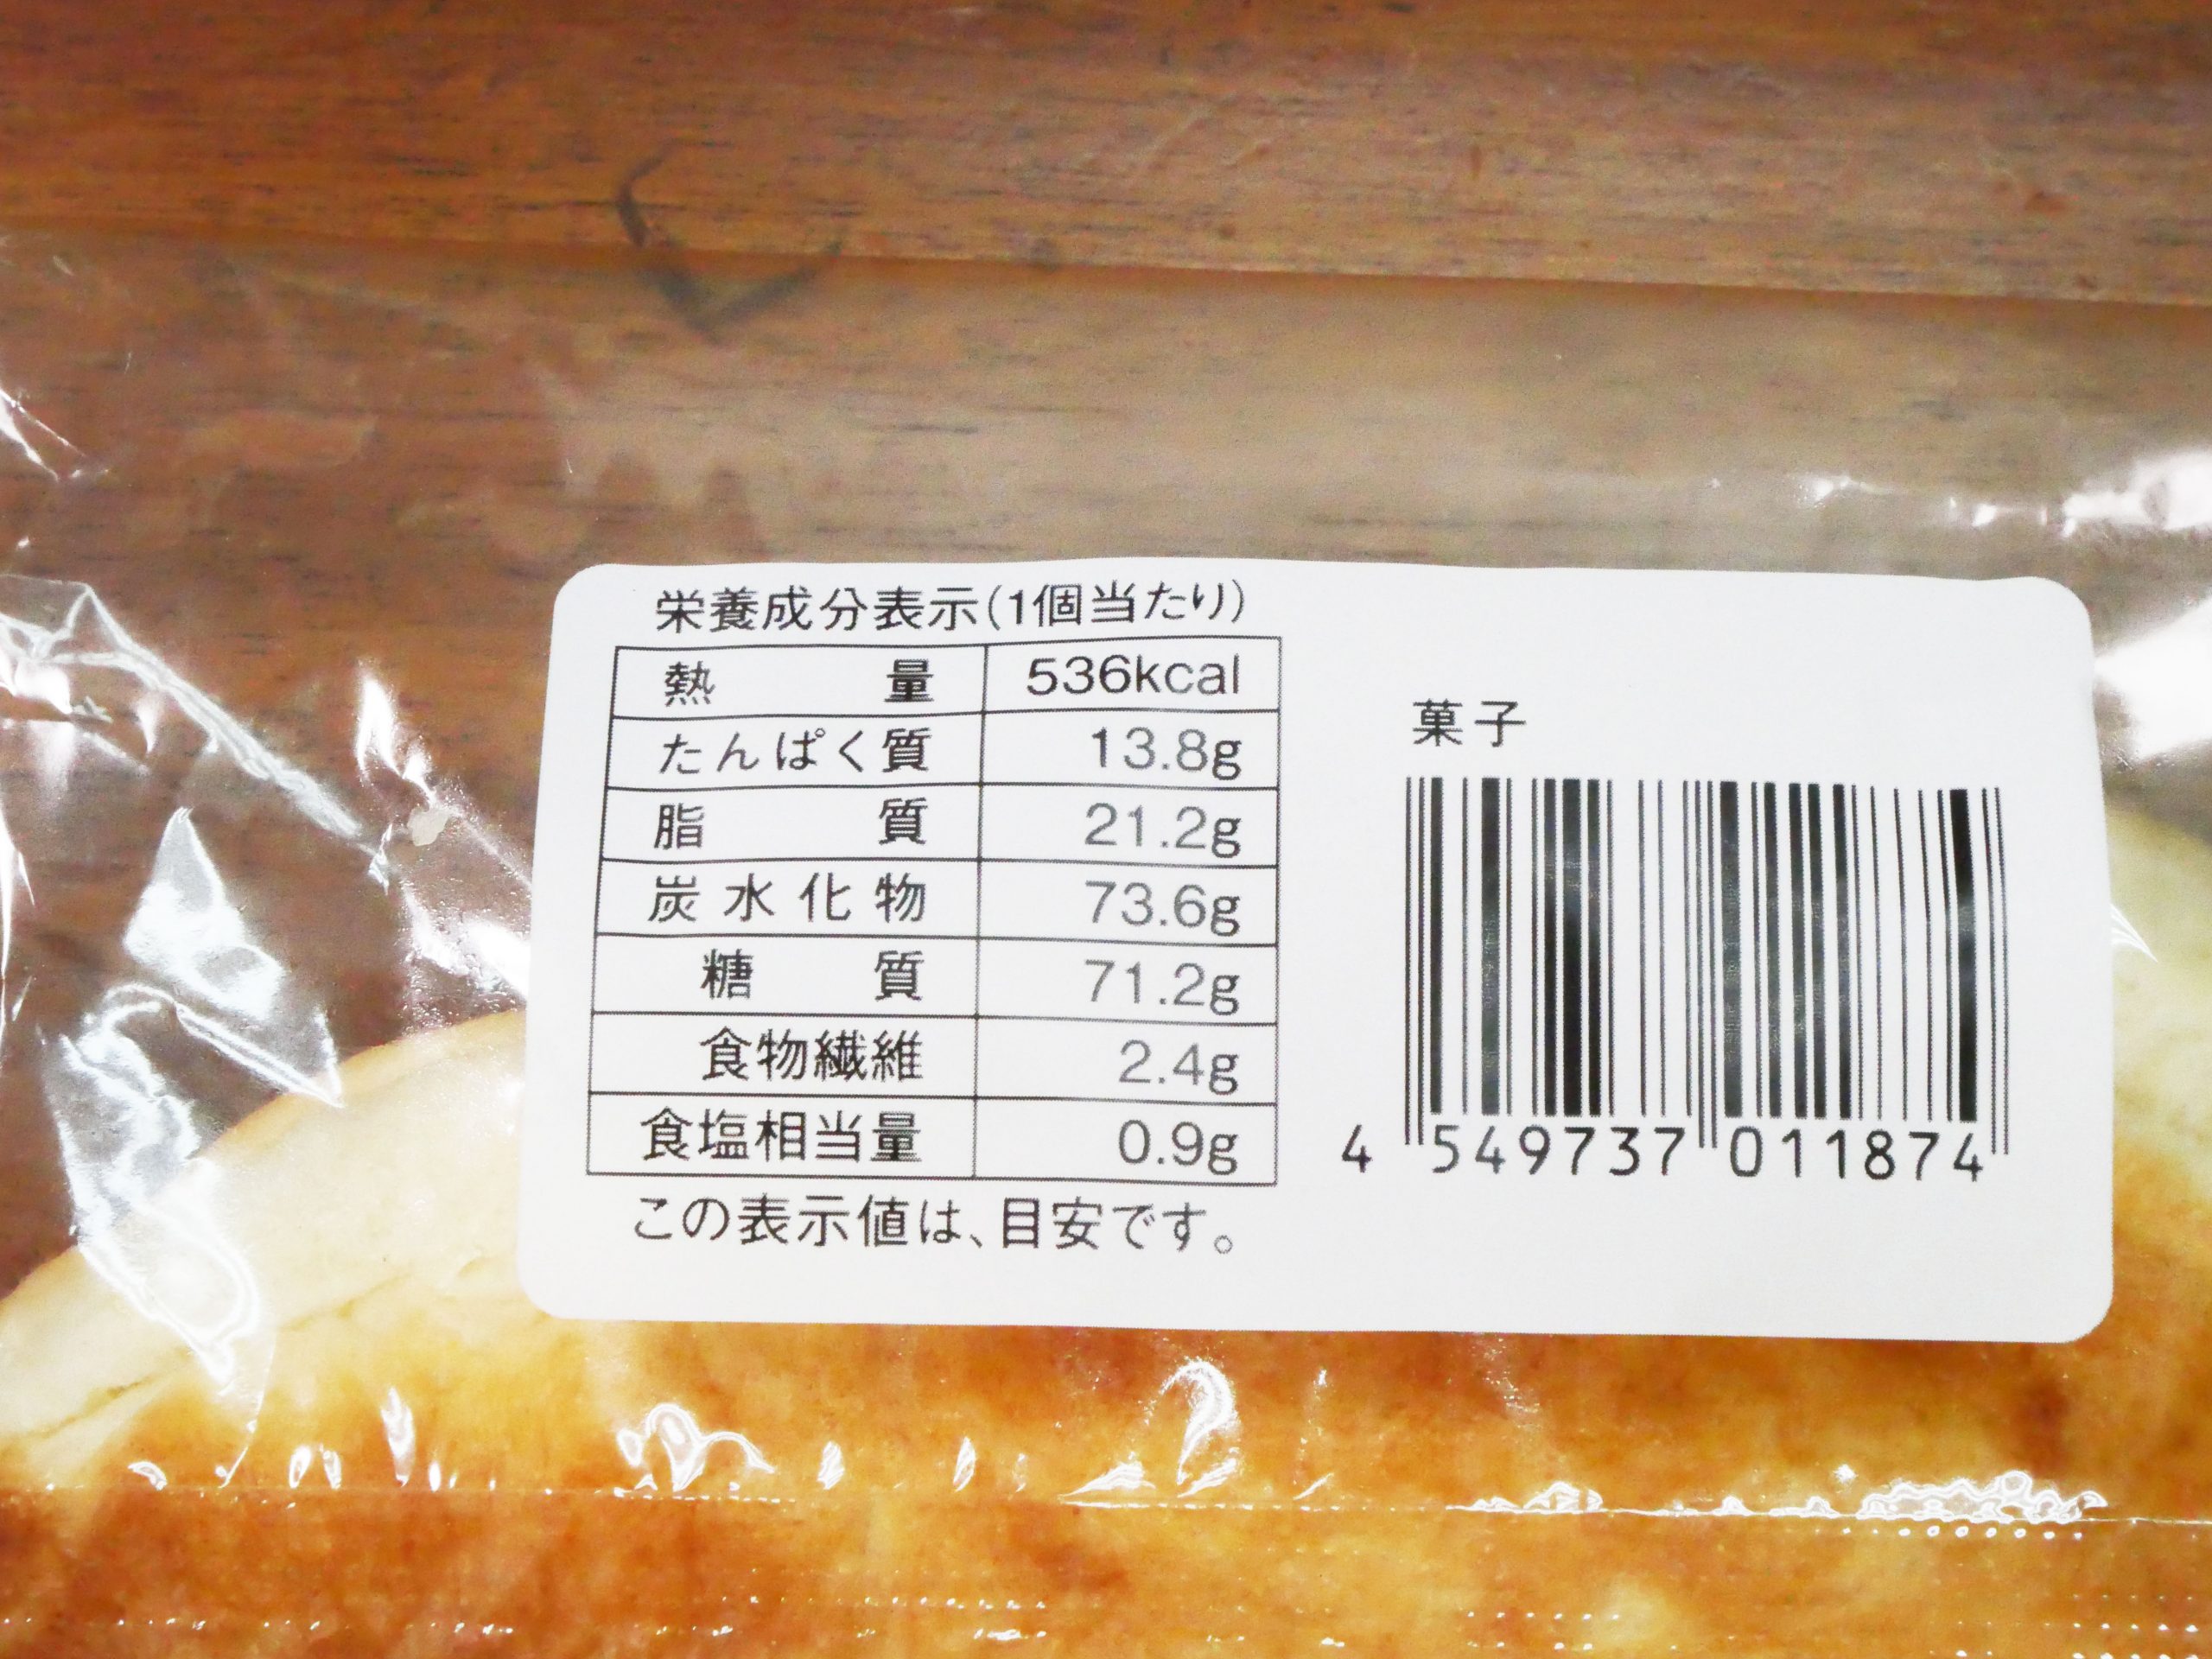 栄養成分表示(1個当たり)
熱量 536kcal
たんぱく質 13.8g
脂質 21.2g
炭水化物 73.6g
糖質 71.2g
食物繊維 2.4g
食塩相当量 0.9g
この表示値は、目安です。
菓子
4 549737 011874